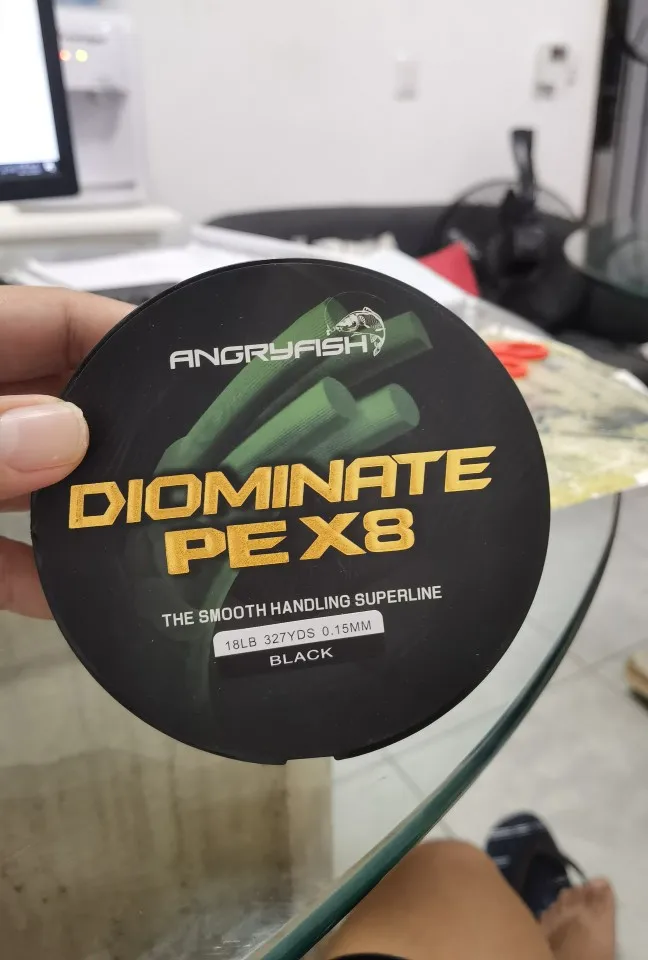 ANGRYFISH
DIOMINATE
PE X8
THE SMOOTH HANDLING SUPERLINE
18LB 327YDS 0.15MM
BLACK